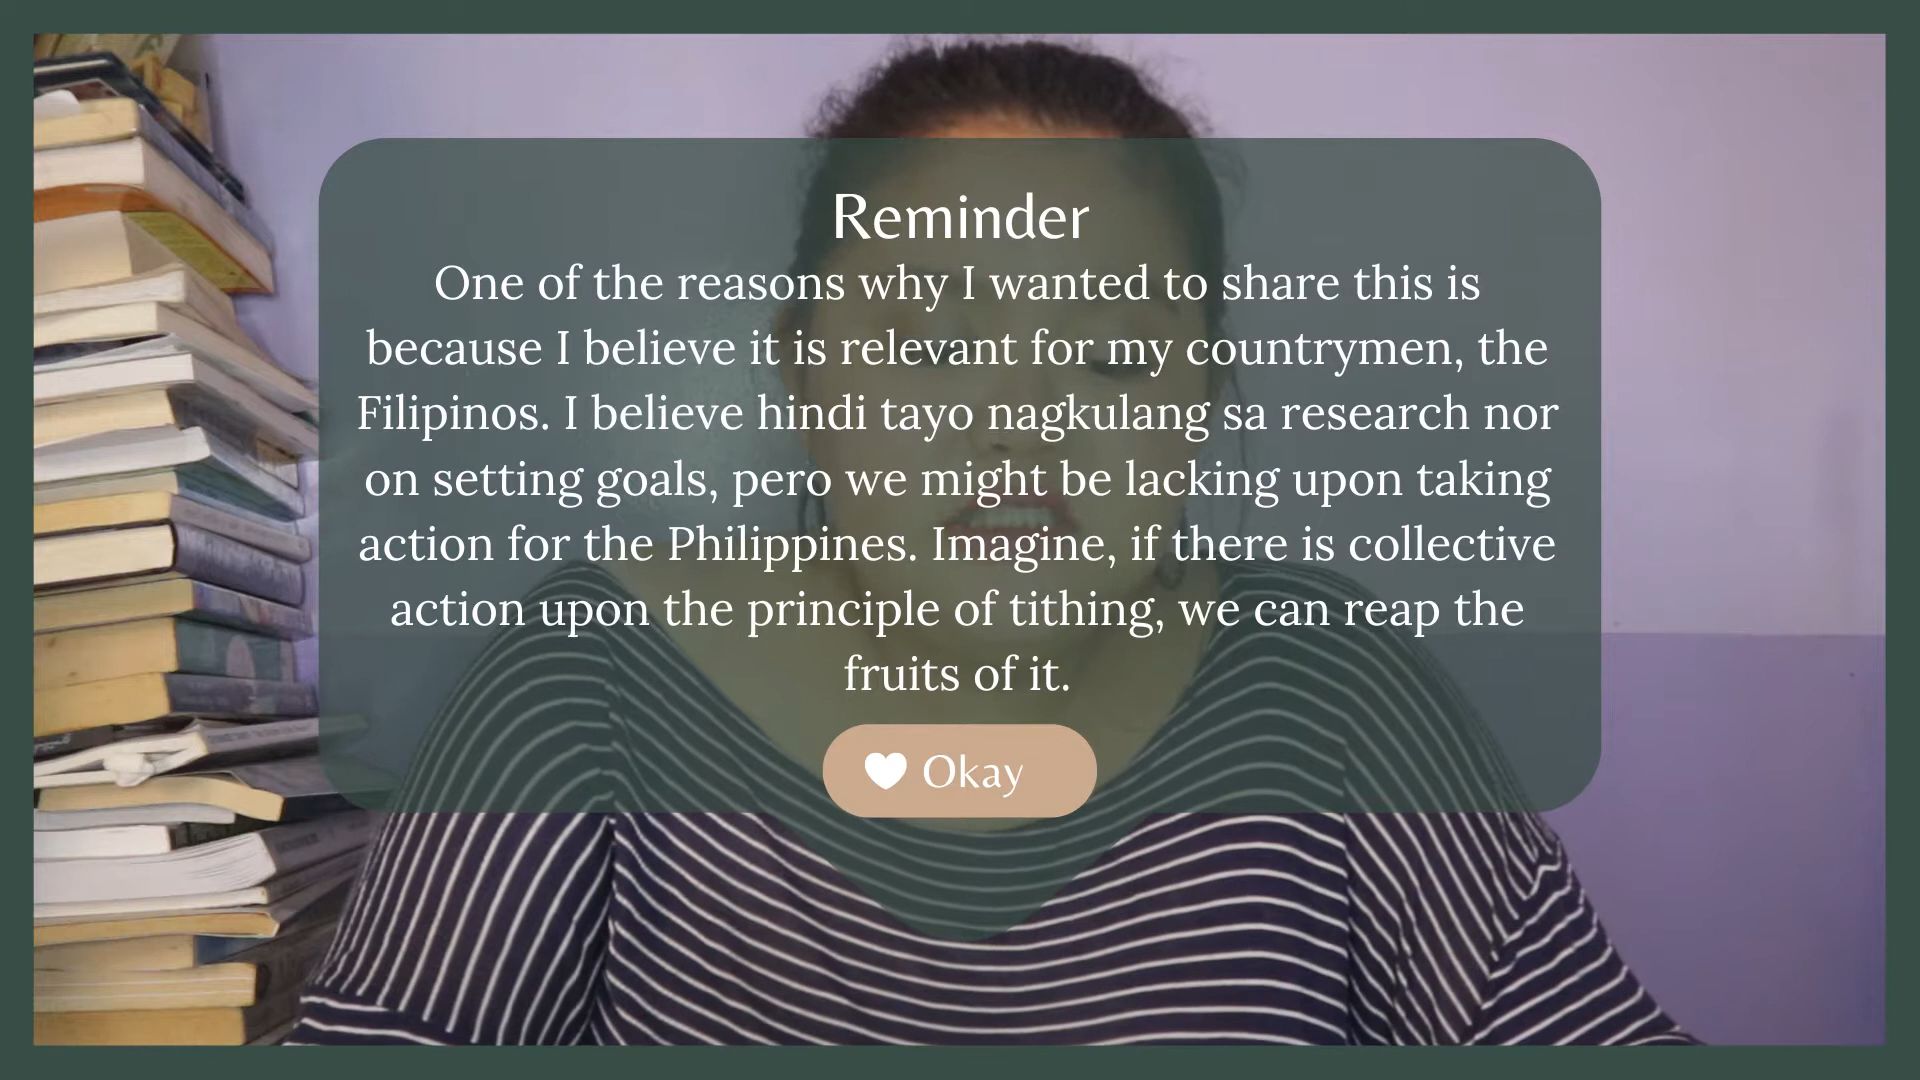 Reminder
One of the reasons why I wanted to share this is
because I believe it is relevant for my countrymen, the
Filipinos. I believe hindi tayo nagkulang sa research nor
on setting goals, pero we might be lacking upon taking
action for the Philippines. Imagine, if there is collective
action upon the principle of tithing, we can reap the
fruits of it.
Okay